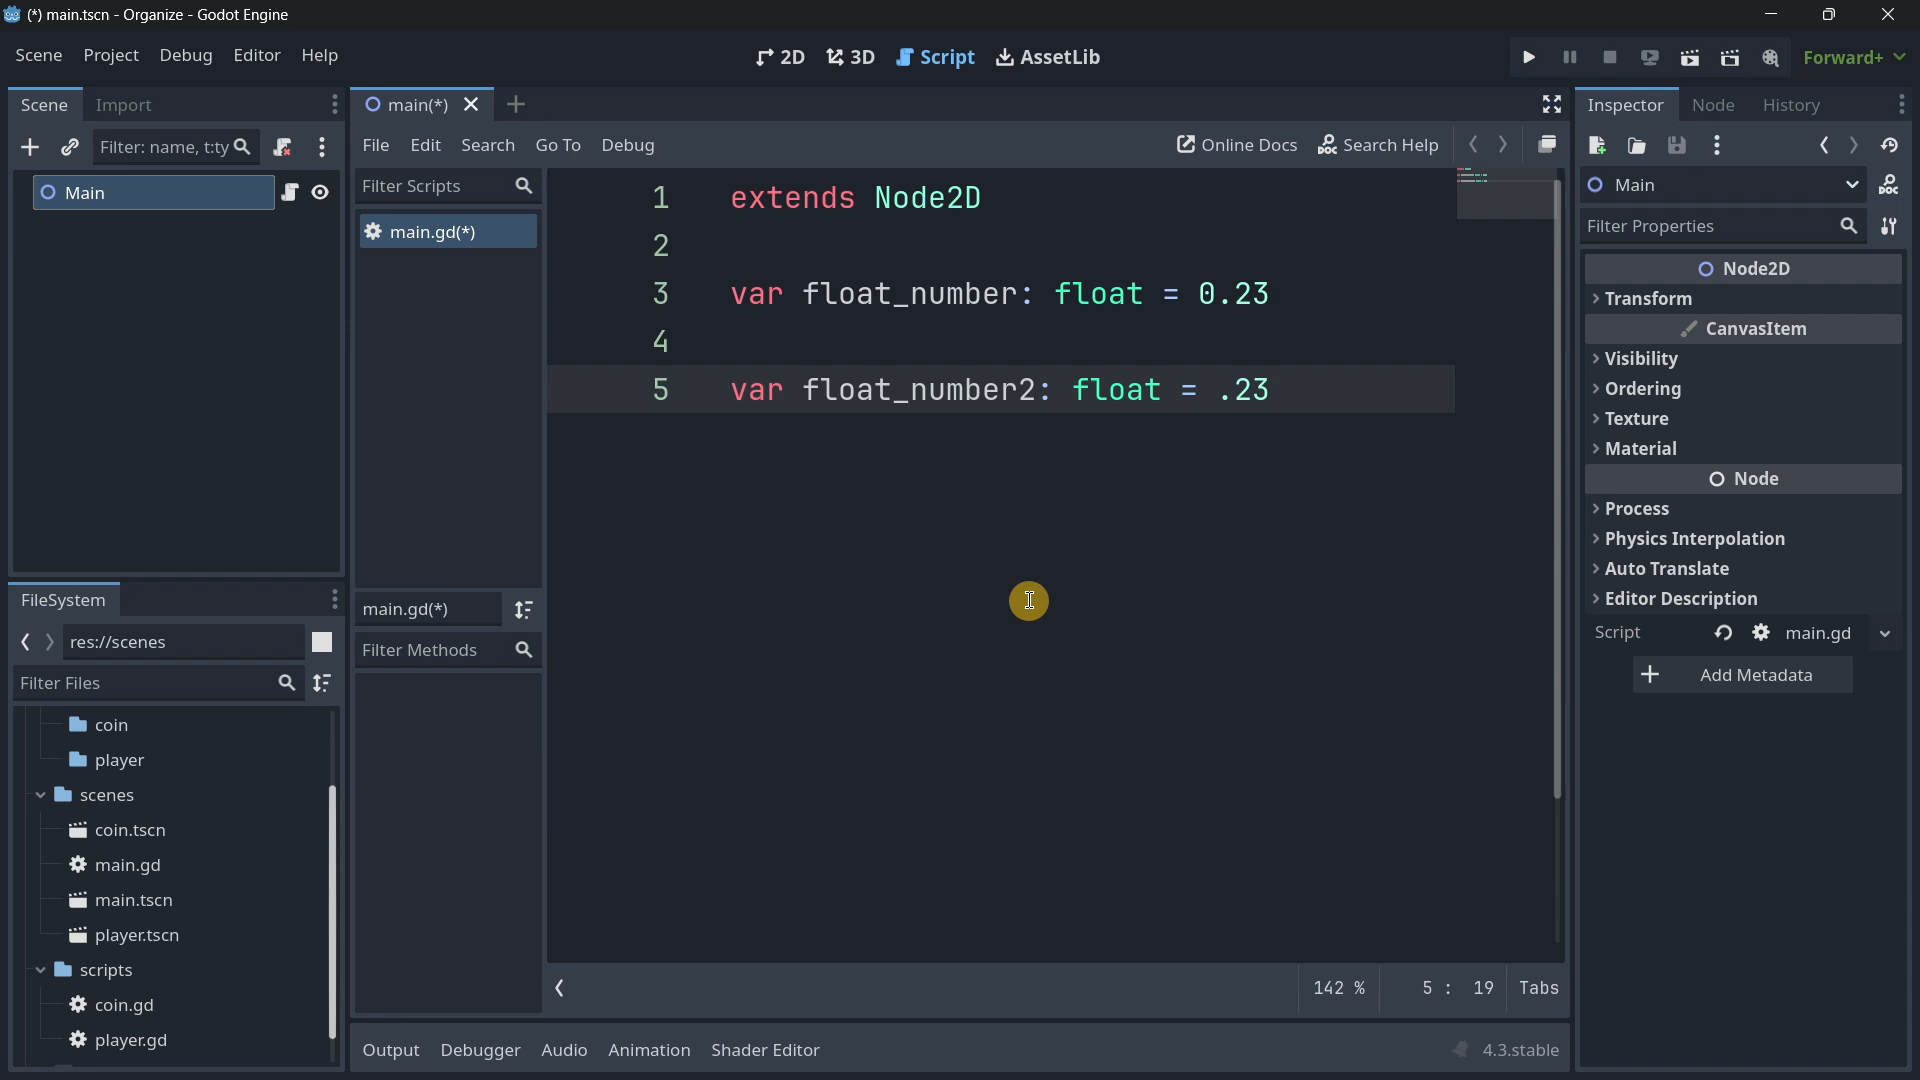 (*) main.tscn - Organize - Godot Engine
Scene Project Debug Editor Help
2D 3D Script AssetLib
Forward+
Scene Import
Filter: name, t:ty
Main
FileSystem
res://scenes
Filter Files
coin
player
scenes
coin.tscn
main.gd
main.tscn
player.tscn
scripts
coin.gd
player.gd
main(*)
File Edit Search Go To Debug
Online Docs Search Help
Filter Scripts
main.gd(*)
main.gd(*)
Filter Methods
1 extends Node2D
2
3 var float_number: float = 0.23
4
5 var float_number2: float = .23
142 % 5 : 19 Tabs
Output Debugger Audio Animation Shader Editor
4.3.stable
Inspector Node History
Main
Filter Properties
Node2D
Transform
CanvasItem
Visibility
Ordering
Texture
Material
Node
Process
Physics Interpolation
Auto Translate
Editor Description
Script main.gd
Add Metadata